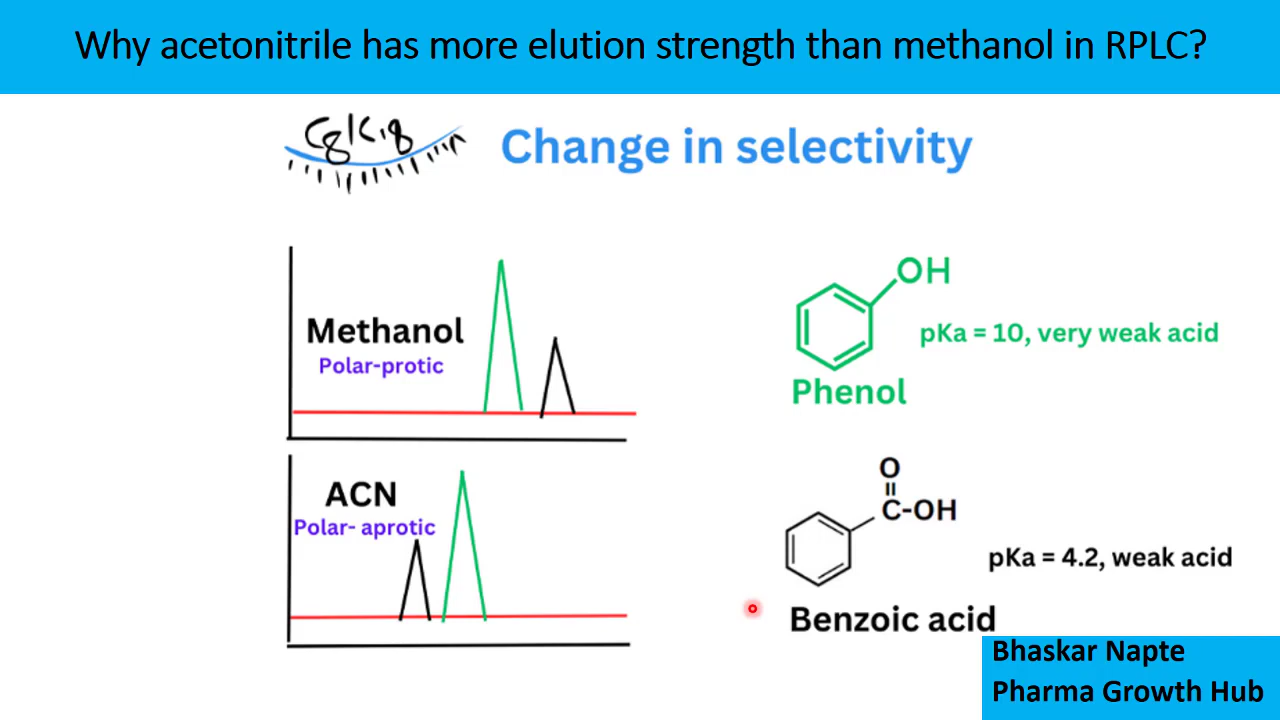 Why acetonitrile has more elution strength than methanol in RPLC?
C8/C18
Change in selectivity
Methanol
Polar-protic
OH
pKa = 10, very weak acid
Phenol
ACN
Polar- aprotic
O
C-OH
pKa = 4.2, weak acid
Benzoic acid
Bhaskar Napte
Pharma Growth Hub